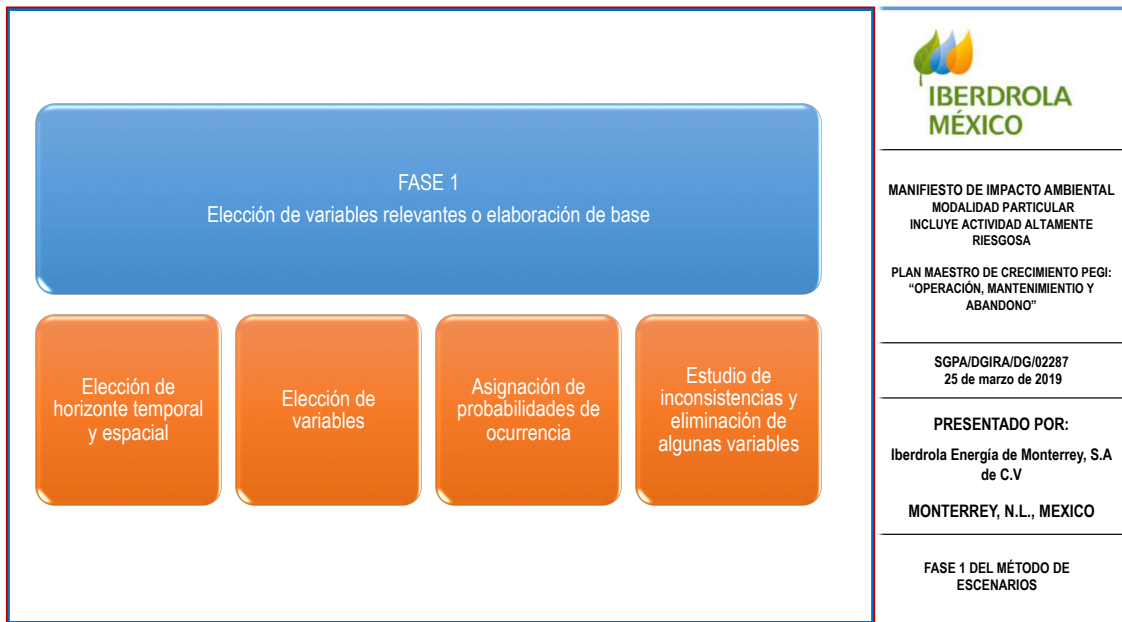 FASE 1
Elección de variables relevantes o elaboración de base
Elección de
horizonte temporal
y espacial
Elección de
variables
Asignación de
probabilidades de
ocurrencia
Estudio de
inconsistencias y
eliminación de
algunas variables
IBERDROLA
MÉXICO
MANIFIESTO DE IMPACTO AMBIENTAL
MODALIDAD PARTICULAR
INCLUYE ACTIVIDAD ALTAMENTE
RIESGOSA
PLAN MAESTRO DE CRECIMIENTO PEGI:
“OPERACIÓN, MANTENIMIENTIO Y
ABANDONO”
SGPA/DGIRA/DG/02287
25 de marzo de 2019
PRESENTADO POR:
Iberdrola Energía de Monterrey, S.A
de C.V
MONTERREY, N.L., MEXICO
FASE 1 DEL MÉTODO DE
ESCENARIOS